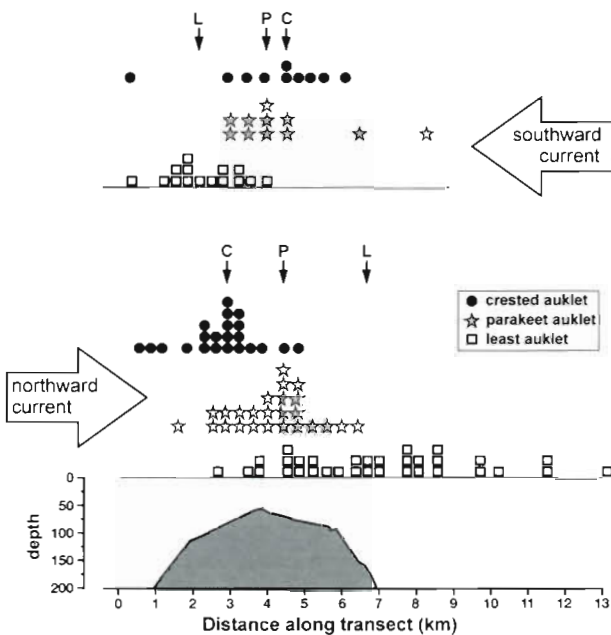 L P C
southward
current
C P L
crested auklet
parakeet auklet
least auklet
northward
current
0
50
100
150
200
depth
0 1 2 3 4 5 6 7 8 9 10 11 12 13
Distance along transect (km)